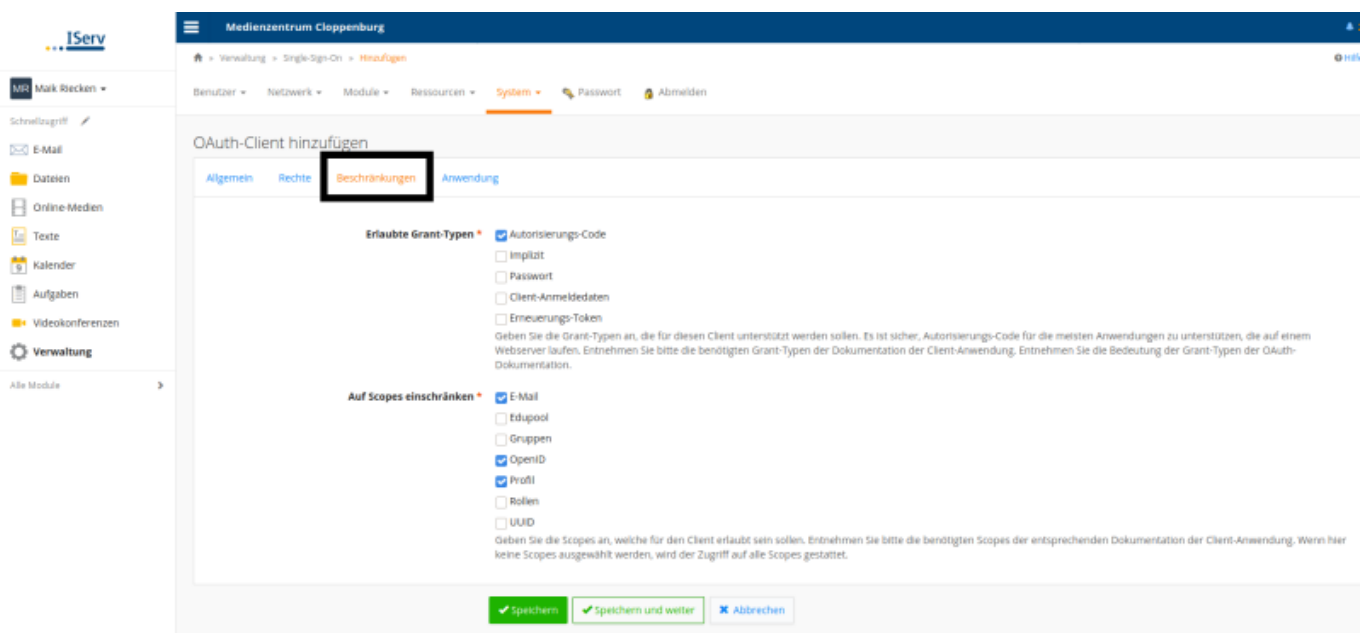 IServ
Medienzentrum Cloppenburg
» Verwaltung » Single-Sign-On » Hinzufügen
MR Maik Riecken
Benutzer Netzwerk Module Ressourcen System Passwort Abmelden
Schnellzugriff
E-Mail
Dateien
Online-Medien
Texte
9 Kalender
Aufgaben
Videokonferenzen
Verwaltung
Alle Module
OAuth-Client hinzufügen
Allgemein Rechte Beschränkungen Anwendung
Erlaubte Grant-Typen * Autorisierungs-Code
Implizit
Passwort
Client-Anmeldedaten
Erneuerungs-Token
Geben Sie die Grant-Typen an, die für diesen Client unterstützt werden sollen. Es ist sicher, Autorisierungs-Code für die meisten Anwendungen zu unterstützen, die auf einem
Webserver laufen. Entnehmen Sie bitte die benötigten Grant-Typen der Dokumentation der Client-Anwendung. Entnehmen Sie die Bedeutung der Grant-Typen der OAuth-
Dokumentation.
Auf Scopes einschränken * E-Mail
Edupool
Gruppen
OpenID
Profil
Rollen
UUID
Geben Sie die Scopes an, welche für den Client erlaubt sein sollen. Entnehmen Sie bitte die benötigten Scopes der entsprechenden Dokumentation der Client-Anwendung. Wenn hier
keine Scopes ausgewählt werden, wird der Zugriff auf alle Scopes gestattet.
Speichern Speichern und weiter Abbrechen